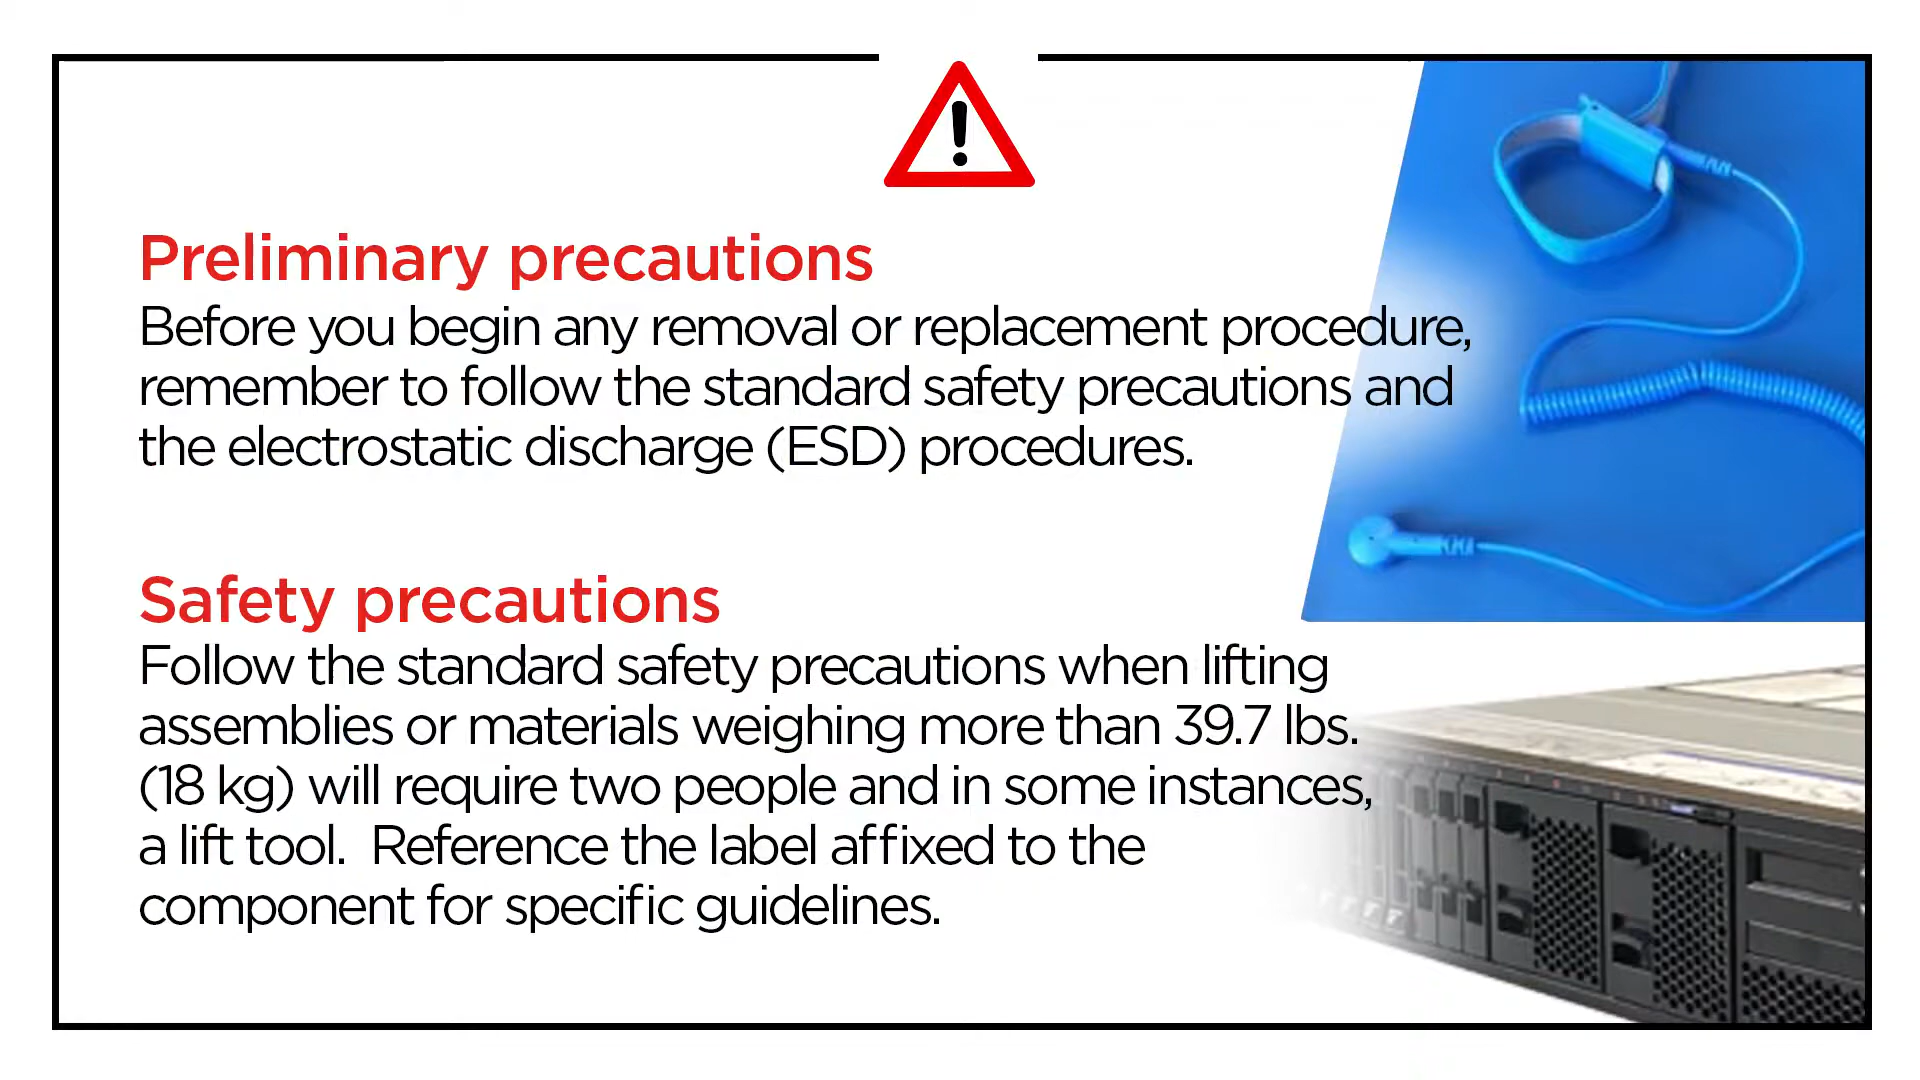 Preliminary precautions
Before you begin any removal or replacement procedure,
remember to follow the standard safety precautions and
the electrostatic discharge (ESD) procedures.
Safety precautions
Follow the standard safety precautions when lifting
assemblies or materials weighing more than 39.7 lbs.
(18 kg) will require two people and in some instances,
a lift tool.  Reference the label affixed to the
component for specific guidelines.